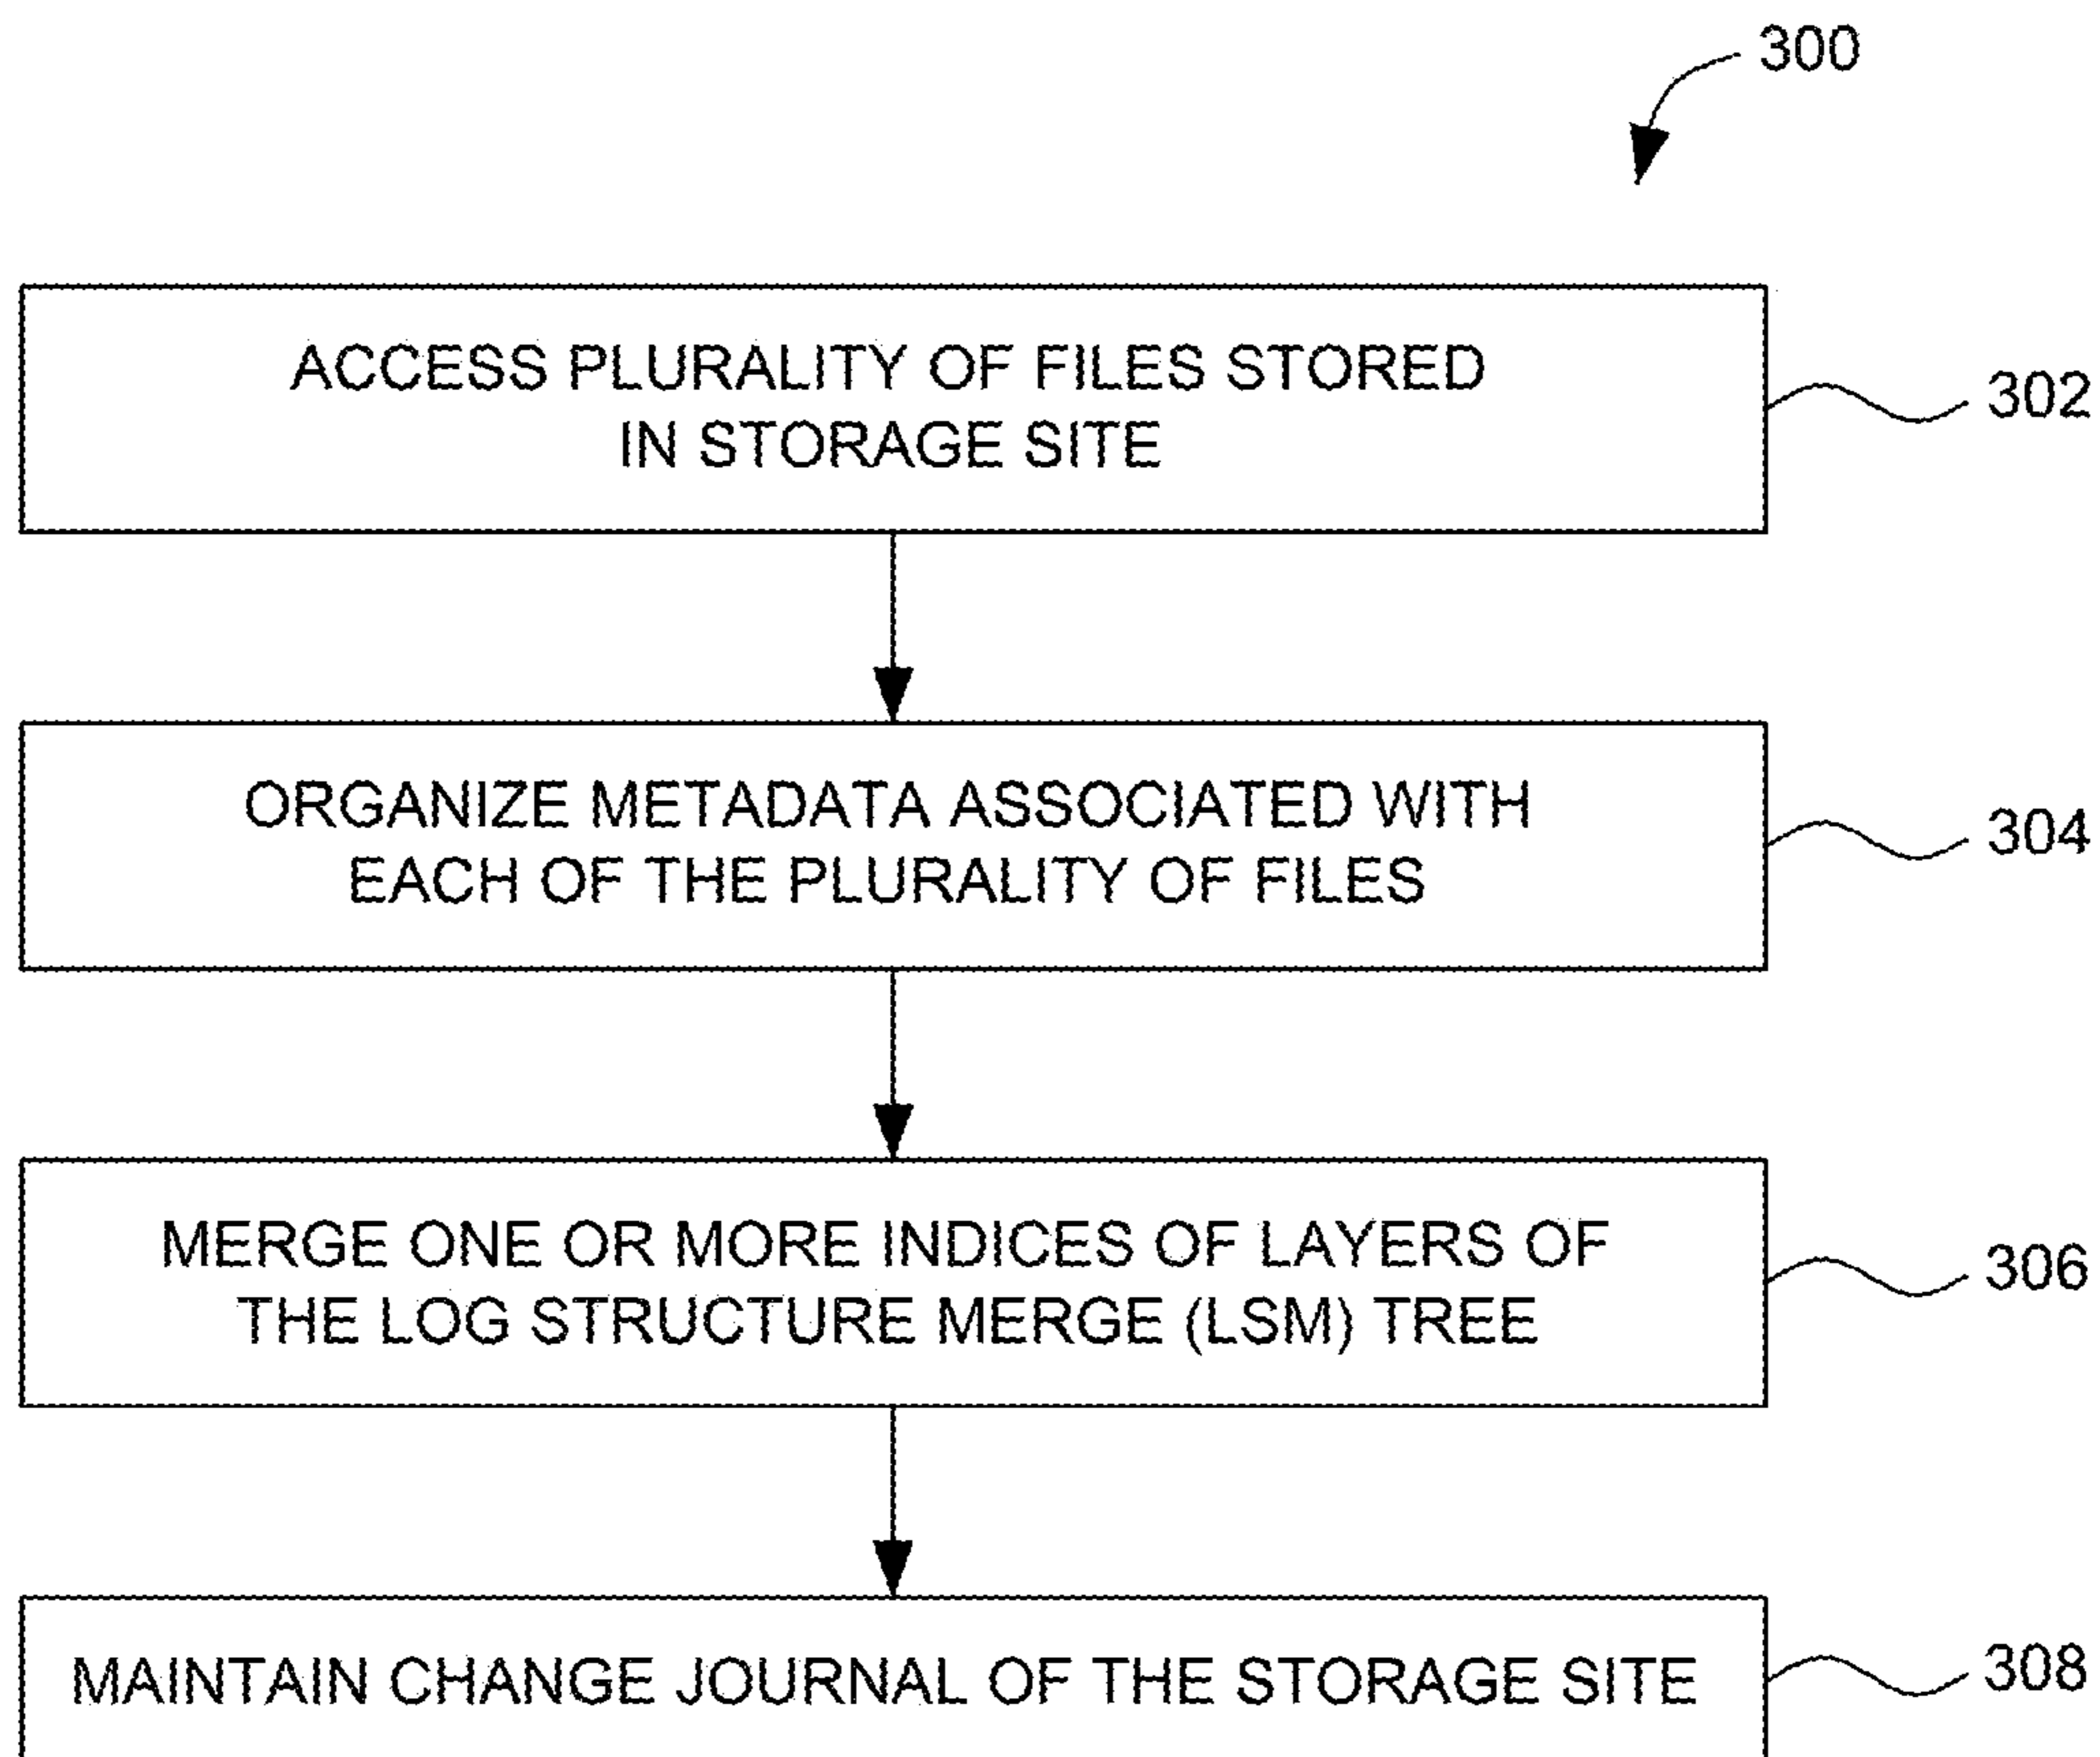 300
ACCESS PLURALITY OF FILES STORED
IN STORAGE SITE
302
ORGANIZE METADATA ASSOCIATED WITH
EACH OF THE PLURALITY OF FILES
304
MERGE ONE OR MORE INDICES OF LAYERS OF
THE LOG STRUCTURE MERGE (LSM) TREE
306
MAINTAIN CHANGE JOURNAL OF THE STORAGE SITE
308